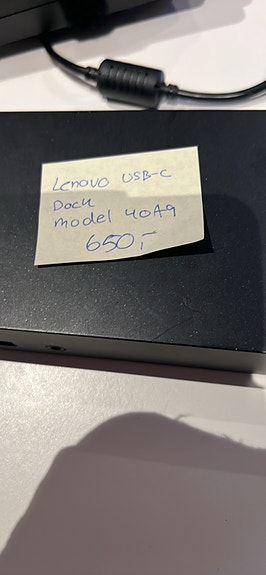 Lenovo USB-C
Dock
model 40A9
650,-